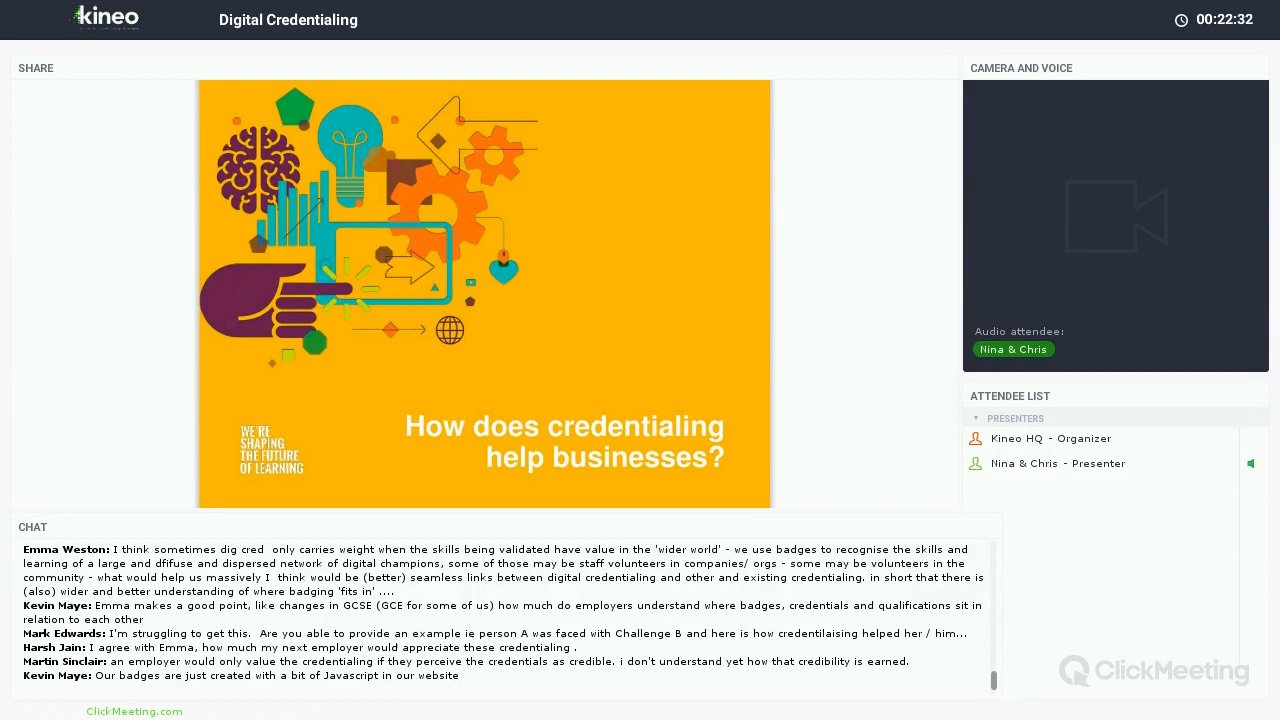 kineo
Digital Credentialing
00:22:32
SHARE
CAMERA AND VOICE
Audio attendee:
Nina & Chris
WE'RE
SHAPING
THE FUTURE
OF LEARNING
How does credentialing
help businesses?
ATTENDEE LIST
PRESENTERS
Kineo HQ - Organizer
Nina & Chris - Presenter
CHAT
Emma Weston: I think sometimes dig cred only carries weight when the skills being validated have value in the 'wider world' - we use badges to recognise the skills and
learning of a large and dfifuse and dispersed network of digital champions, some of those may be staff volunteers in companies/ orgs - some may be volunteers in the
community - what would help us massively I think would be (better) seamless links between digital credentialing and other and existing credentialing. in short that there is
(also) wider and better understanding of where badging 'fits in' ....
Kevin Maye: Emma makes a good point, like changes in GCSE (GCE for some of us) how much do employers understand where badges, credentials and qualifications sit in
relation to each other
Mark Edwards: I'm struggling to get this. Are you able to provide an example ie person A was faced with Challenge B and here is how credentilaising helped her / him...
Harsh Jain: I agree with Emma, how much my next employer would appreciate these credentialing .
Martin Sinclair: an employer would only value the credentialing if they perceive the credentials as credible. i don't understand yet how that credibility is earned.
Kevin Maye: Our badges are just created with a bit of Javascript in our website
ClickMeeting
ClickMeeting.com